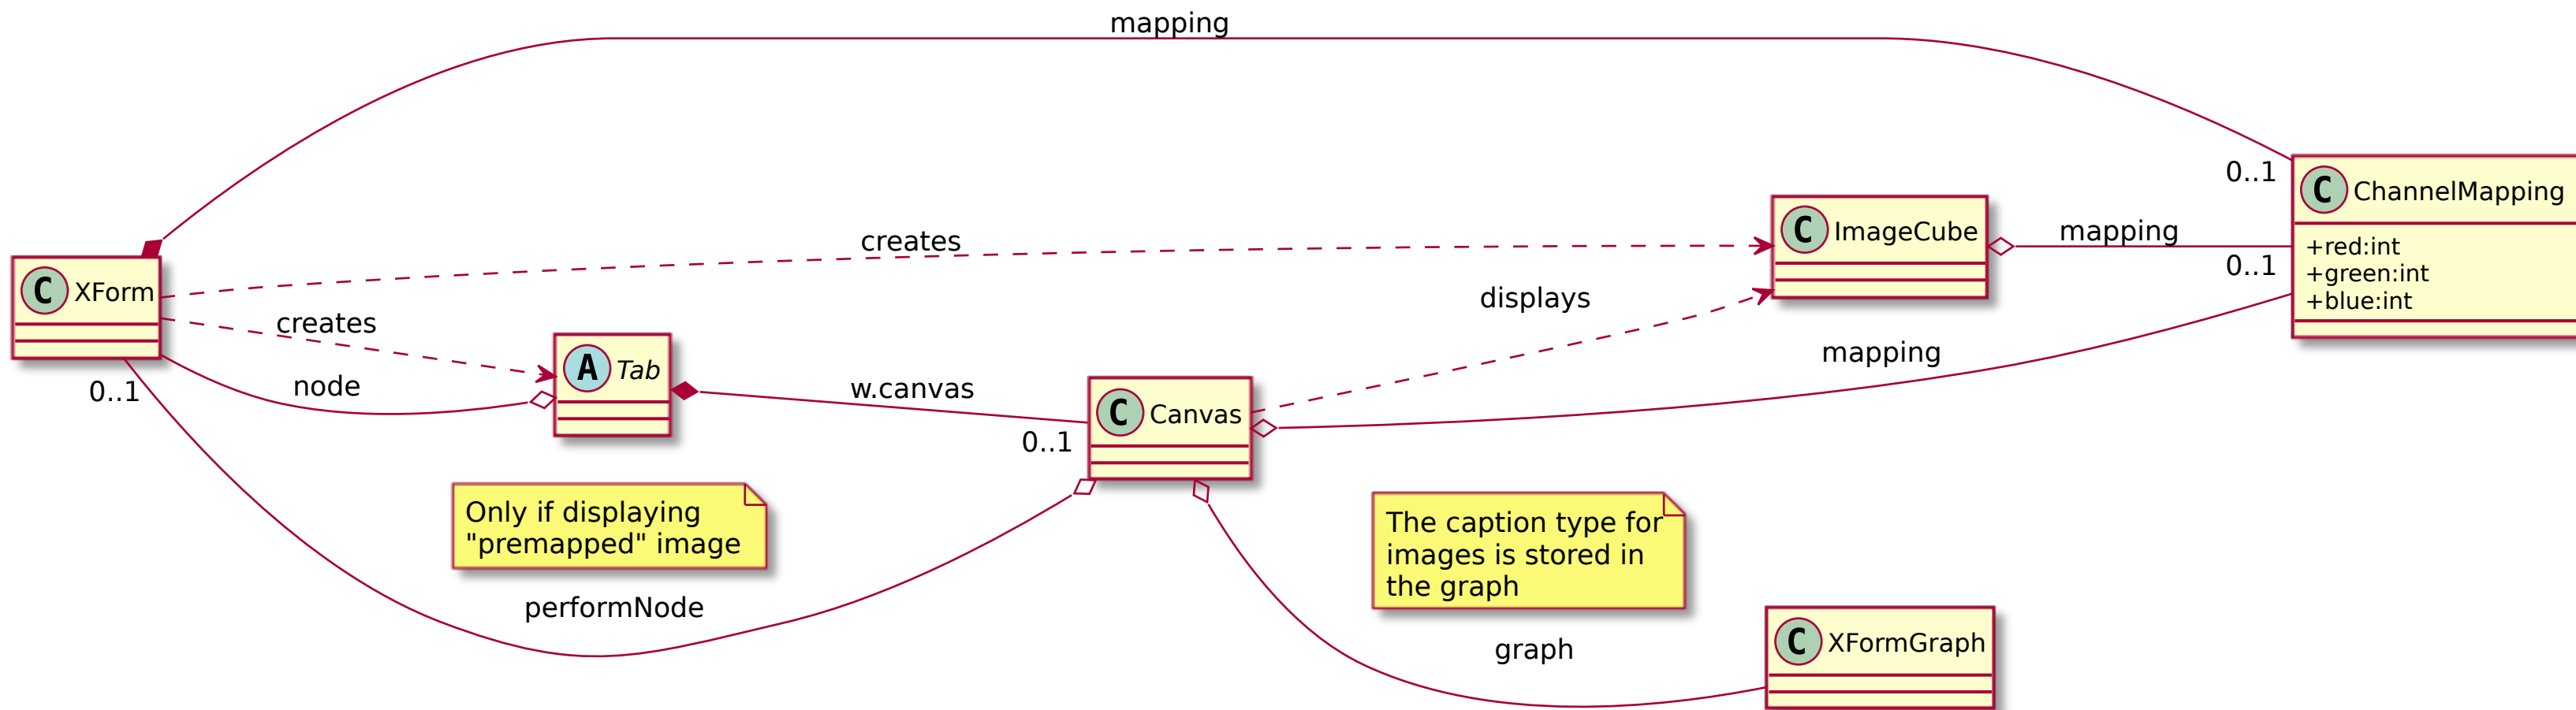 mapping
0..1
C ChannelMapping
+red:int
+green:int
+blue:int
C ImageCube
mapping
0..1
creates
C XForm
creates
displays
A Tab
node
0..1
w.canvas
0..1
C Canvas
mapping
Only if displaying
"premapped" image
The caption type for
images is stored in
the graph
performNode
graph
C XFormGraph